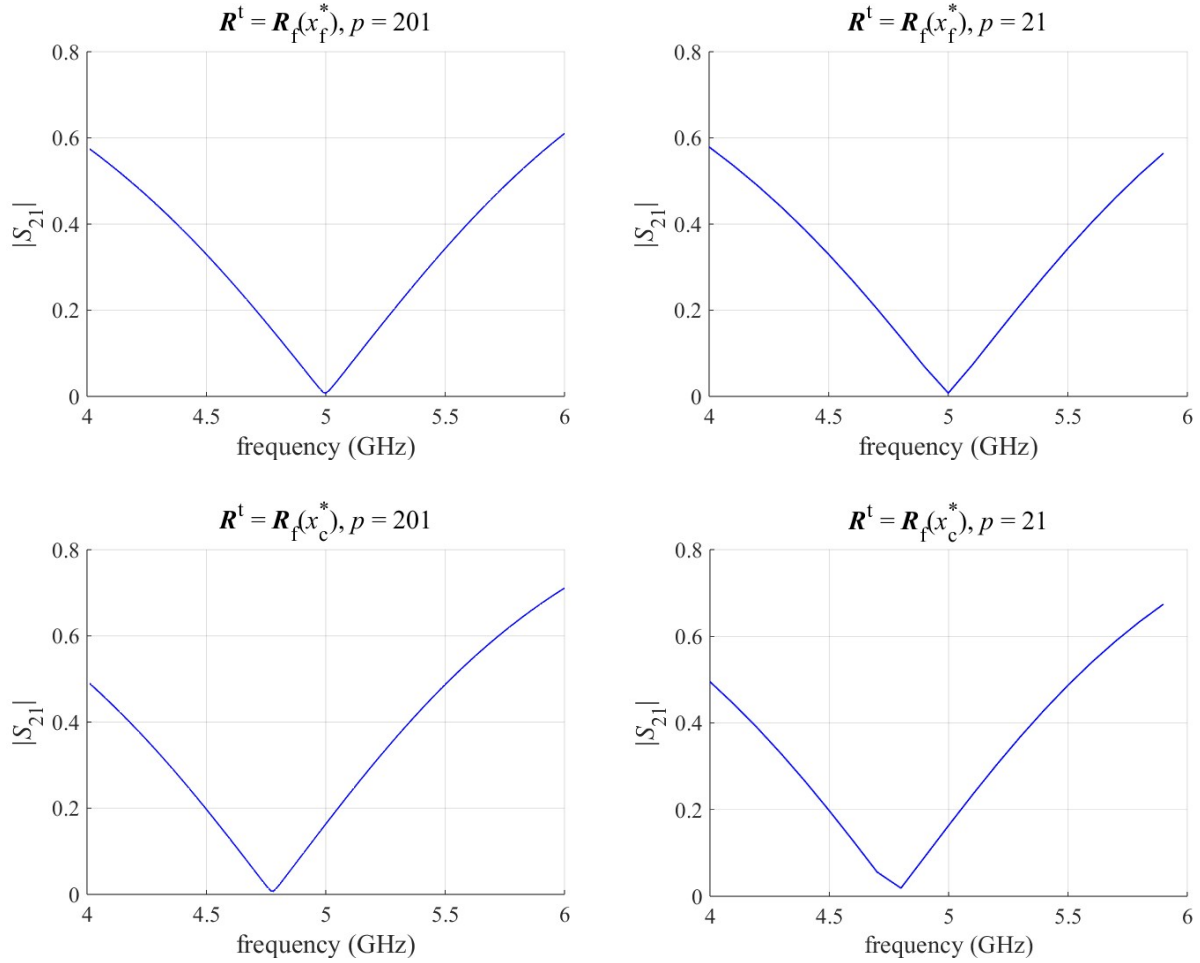 R^t = R_f(x_f^*), p = 201
0.8
0.6
0.4
0.2
0
|S_21|
4 4.5 5 5.5 6
frequency (GHz)
R^t = R_f(x_f^*), p = 21
0.8
0.6
0.4
0.2
0
|S_21|
4 4.5 5 5.5 6
frequency (GHz)
R^t = R_f(x_c^*), p = 201
0.8
0.6
0.4
0.2
0
|S_21|
4 4.5 5 5.5 6
frequency (GHz)
R^t = R_f(x_c^*), p = 21
0.8
0.6
0.4
0.2
0
|S_21|
4 4.5 5 5.5 6
frequency (GHz)